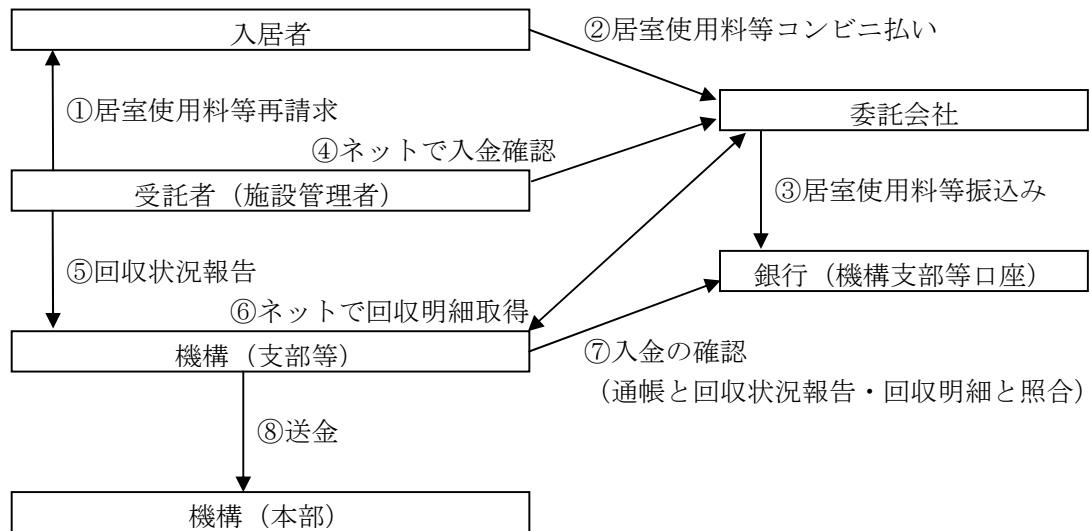 入居者
②居室使用料等コンビニ払い
①居室使用料等再請求
委託会社
④ネットで入金確認
受託者（施設管理者）
③居室使用料等振込み
⑤回収状況報告
銀行（機構支部等口座）
⑥ネットで回収明細取得
機構（支部等）
⑦入金の確認
（通帳と回収状況報告・回収明細と照合）
⑧送金
機構（本部）